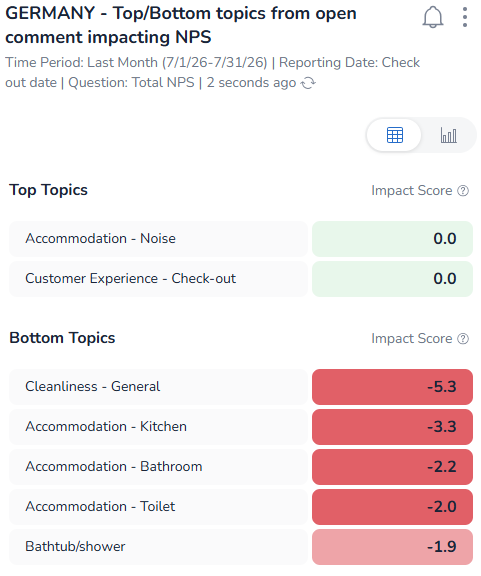 GERMANY - Top/Bottom topics from open
comment impacting NPS
Time Period: Last Month (7/1/26-7/31/26) | Reporting Date: Check
out date | Question: Total NPS | 2 seconds ago
Top Topics Impact Score ?
Accommodation - Noise 0.0
Customer Experience - Check-out 0.0
Bottom Topics Impact Score ?
Cleanliness - General -5.3
Accommodation - Kitchen -3.3
Accommodation - Bathroom -2.2
Accommodation - Toilet -2.0
Bathtub/shower -1.9